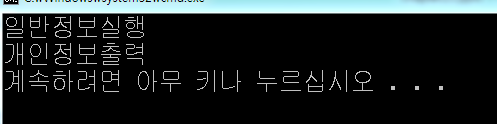 일반정보실행
개인정보출력
계속하려면 아무 키나 누르십시오 . . .